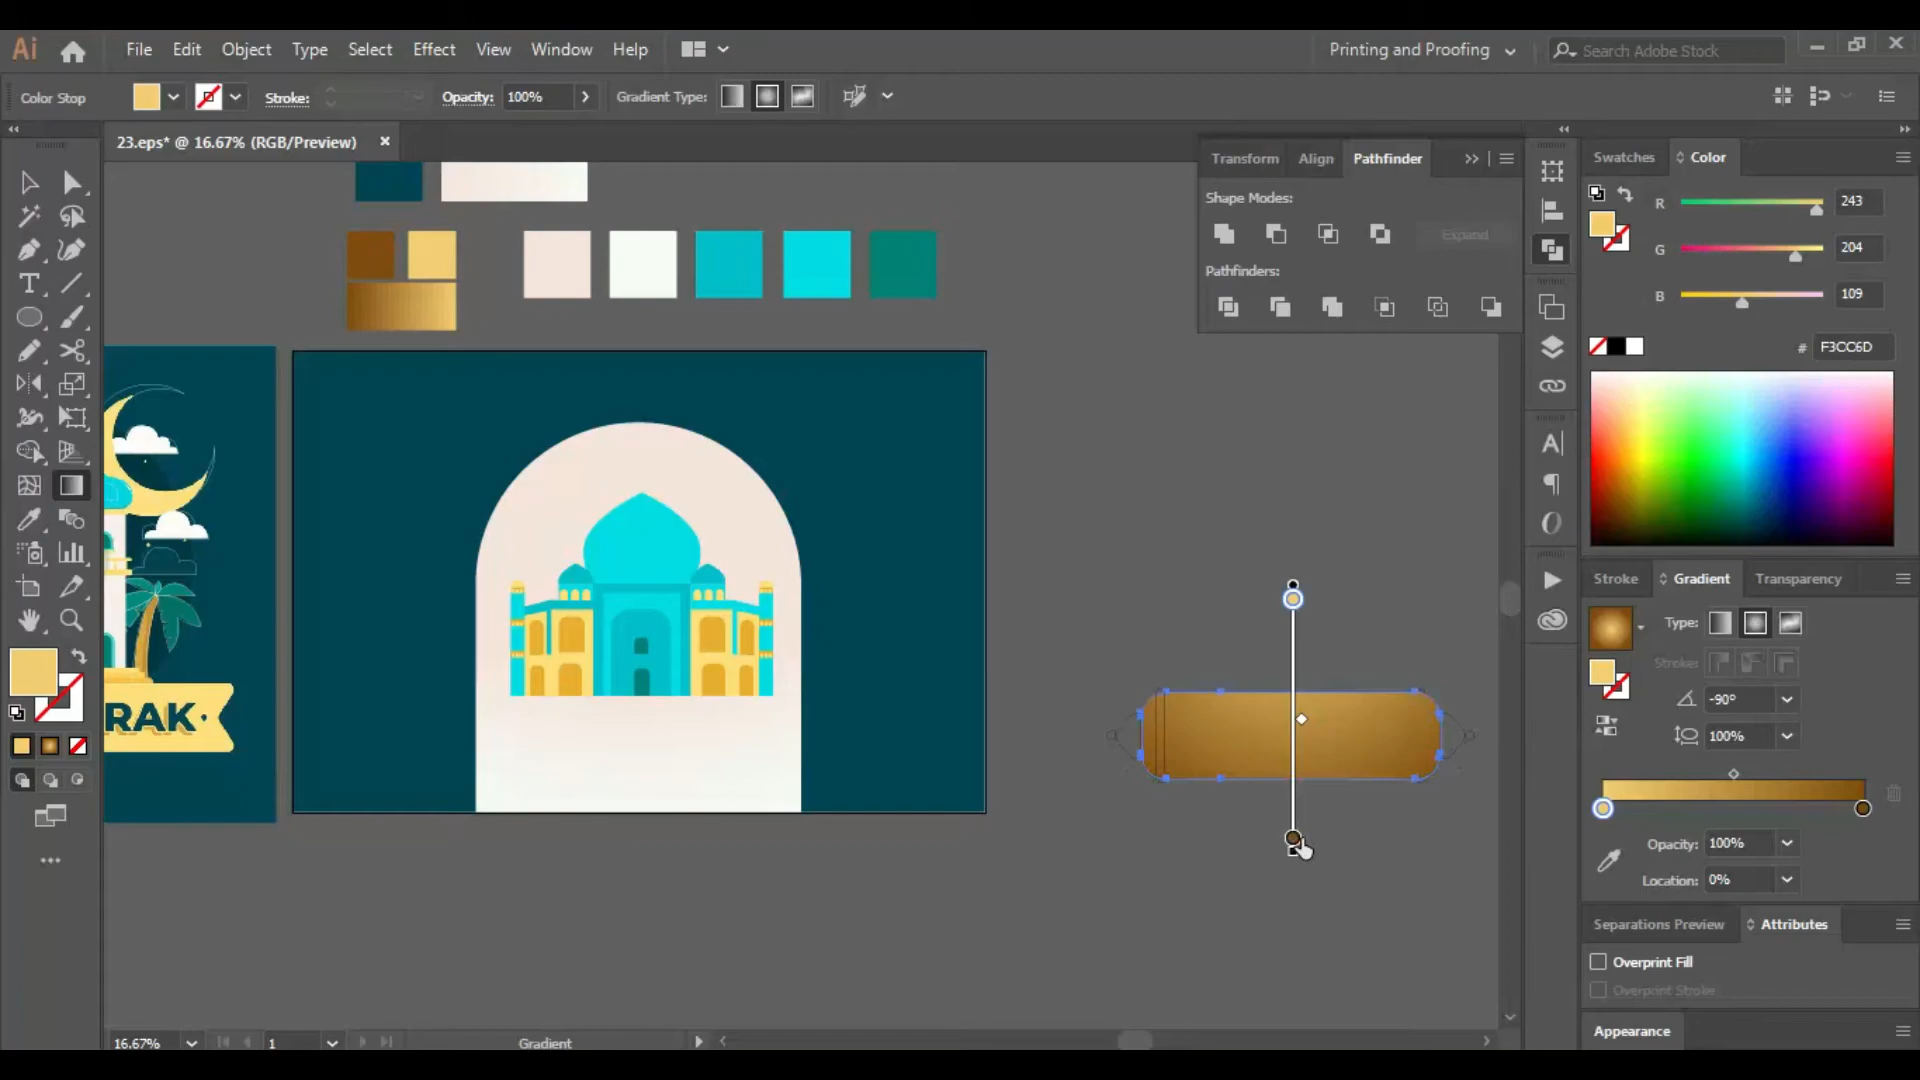 Ai File Edit Object Type Select Effect View Window Help Printing and Proofing Search Adobe Stock
Color Stop Stroke: Opacity: 100% Gradient Type:
23.eps* @ 16.67% (RGB/Preview)
Transform Align Pathfinder
Shape Modes:
Expand
Pathfinders:
Swatches Color
R 243
G 204
B 109
# F3CC6D
Stroke Gradient Transparency
Type:
Stroke:
-90°
100%
Opacity: 100%
Location: 0%
Separations Preview Attributes
Overprint Fill
Overprint Stroke
Appearance
RAK
16.67% 1 Gradient